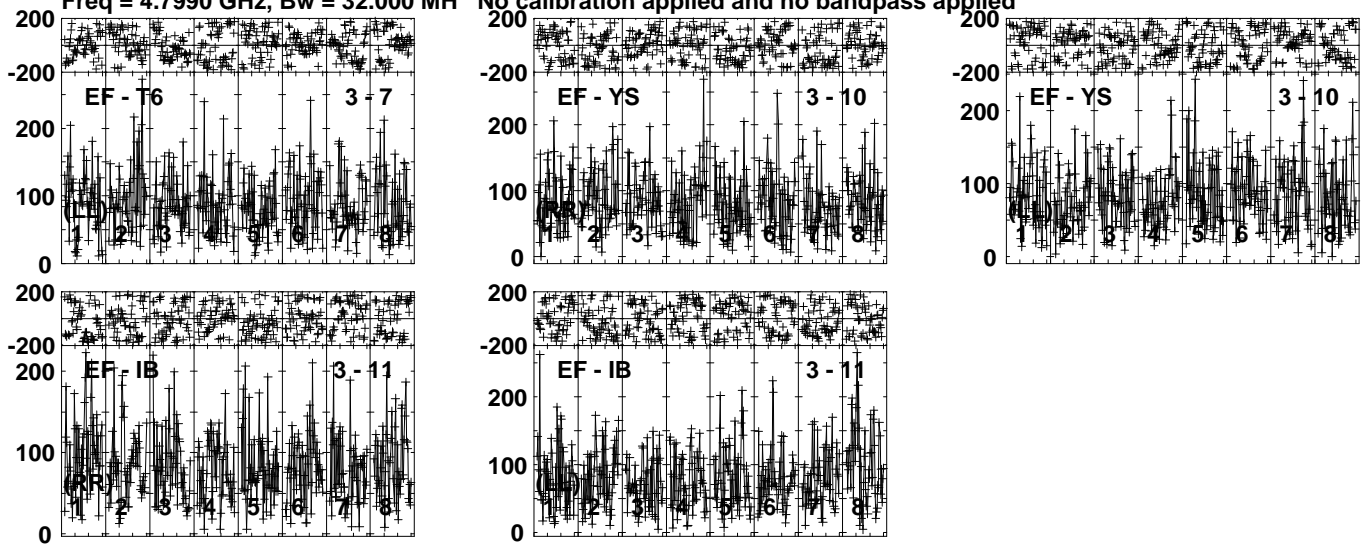 Freq = 4.7990 GHz, Bw = 32.000 MH No calibration applied and no bandpass applied
200
-200
EF - T6 3 - 7
200
100
0
(LL)
1 2 3 4 5 6 7 8
200
-200
EF - YS 3 - 10
200
100
0
(RR)
1 2 3 4 5 6 7 8
200
-200
EF - YS 3 - 10
200
100
0
(LL)
1 2 3 4 5 6 7 8
200
-200
EF - IB 3 - 11
200
100
0
(RR)
1 2 3 4 5 6 7 8
200
-200
EF - IB 3 - 11
200
100
0
(LL)
1 2 3 4 5 6 7 8